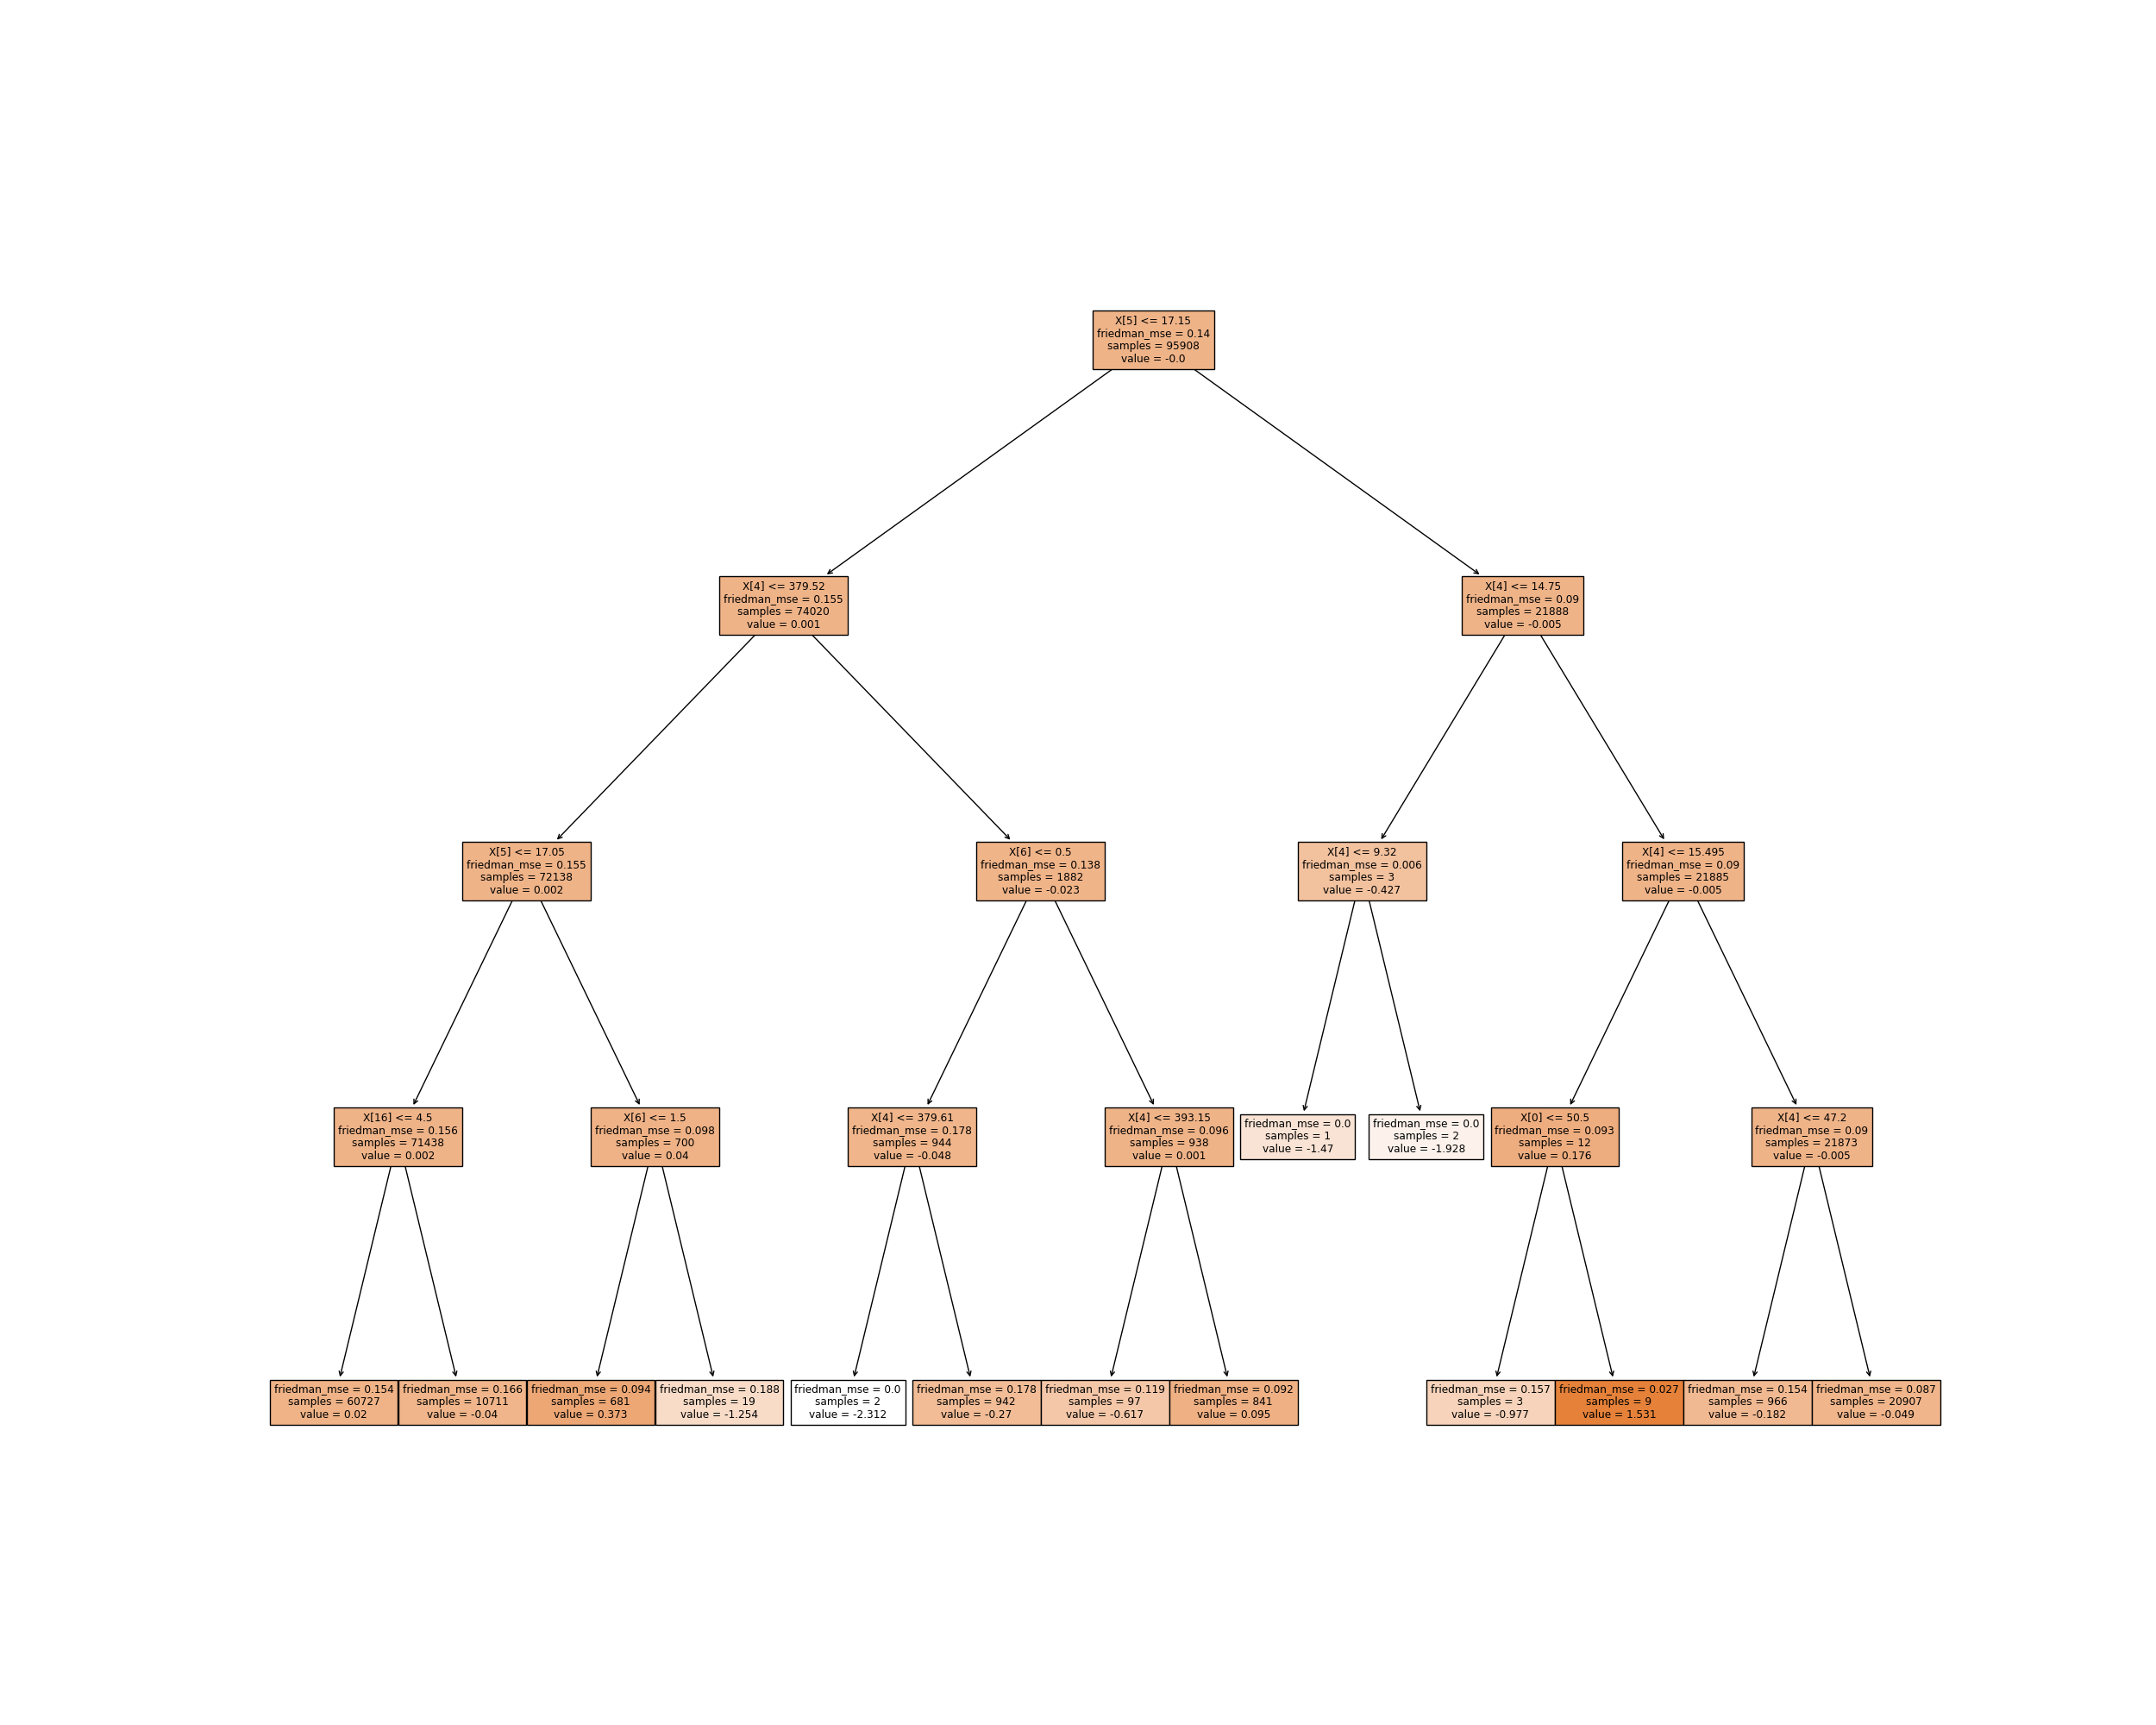 X[5] <= 17.15
friedman_mse = 0.14
samples = 95908
value = -0.0
X[4] <= 379.52
friedman_mse = 0.155
samples = 74020
value = 0.001
X[4] <= 14.75
friedman_mse = 0.09
samples = 21888
value = -0.005
X[5] <= 17.05
friedman_mse = 0.155
samples = 72138
value = 0.002
X[6] <= 0.5
friedman_mse = 0.138
samples = 1882
value = -0.023
X[4] <= 9.32
friedman_mse = 0.006
samples = 3
value = -0.427
X[4] <= 15.495
friedman_mse = 0.09
samples = 21885
value = -0.005
X[16] <= 4.5
friedman_mse = 0.156
samples = 71438
value = 0.002
X[6] <= 1.5
friedman_mse = 0.098
samples = 700
value = 0.04
X[4] <= 379.61
friedman_mse = 0.178
samples = 944
value = -0.048
X[4] <= 393.15
friedman_mse = 0.096
samples = 938
value = 0.001
friedman_mse = 0.0
samples = 1
value = -1.47
friedman_mse = 0.0
samples = 2
value = -1.928
X[0] <= 50.5
friedman_mse = 0.093
samples = 12
value = 0.176
X[4] <= 47.2
friedman_mse = 0.09
samples = 21873
value = -0.005
friedman_mse = 0.154
samples = 60727
value = 0.02
friedman_mse = 0.166
samples = 10711
value = -0.04
friedman_mse = 0.094
samples = 681
value = 0.373
friedman_mse = 0.188
samples = 19
value = -1.254
friedman_mse = 0.0
samples = 2
value = -2.312
friedman_mse = 0.178
samples = 942
value = -0.27
friedman_mse = 0.119
samples = 97
value = -0.617
friedman_mse = 0.092
samples = 841
value = 0.095
friedman_mse = 0.157
samples = 3
value = -0.977
friedman_mse = 0.027
samples = 9
value = 1.531
friedman_mse = 0.154
samples = 966
value = -0.182
friedman_mse = 0.087
samples = 20907
value = -0.049